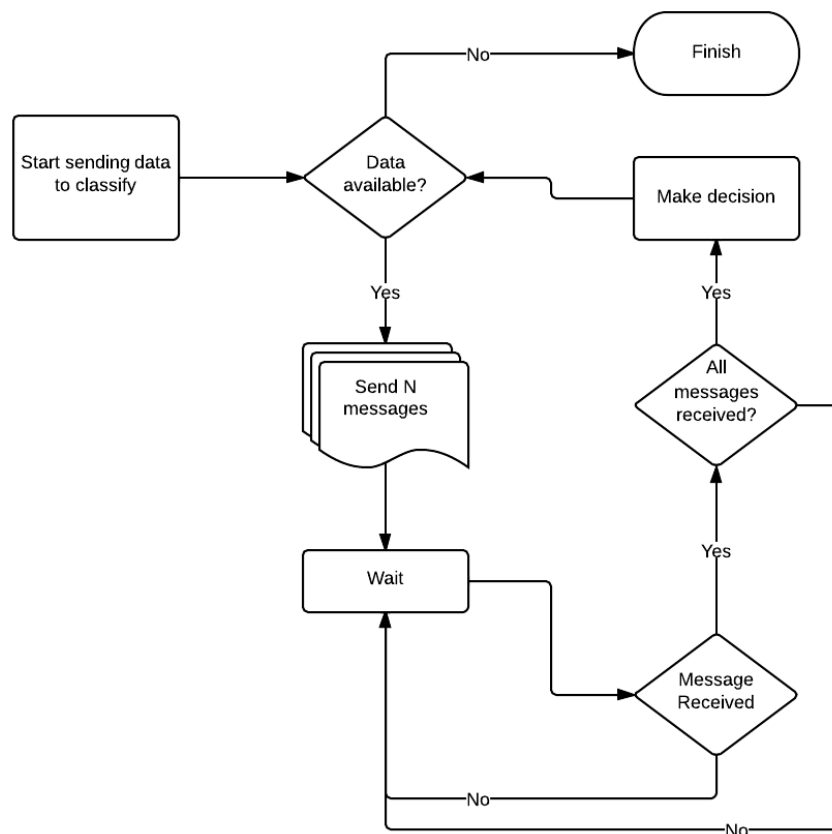 No
Finish
Start sending data
to classify
Data
available?
Make decision
Yes
Yes
Send N
messages
All
messages
received?
Yes
Wait
Message
Received
No
No